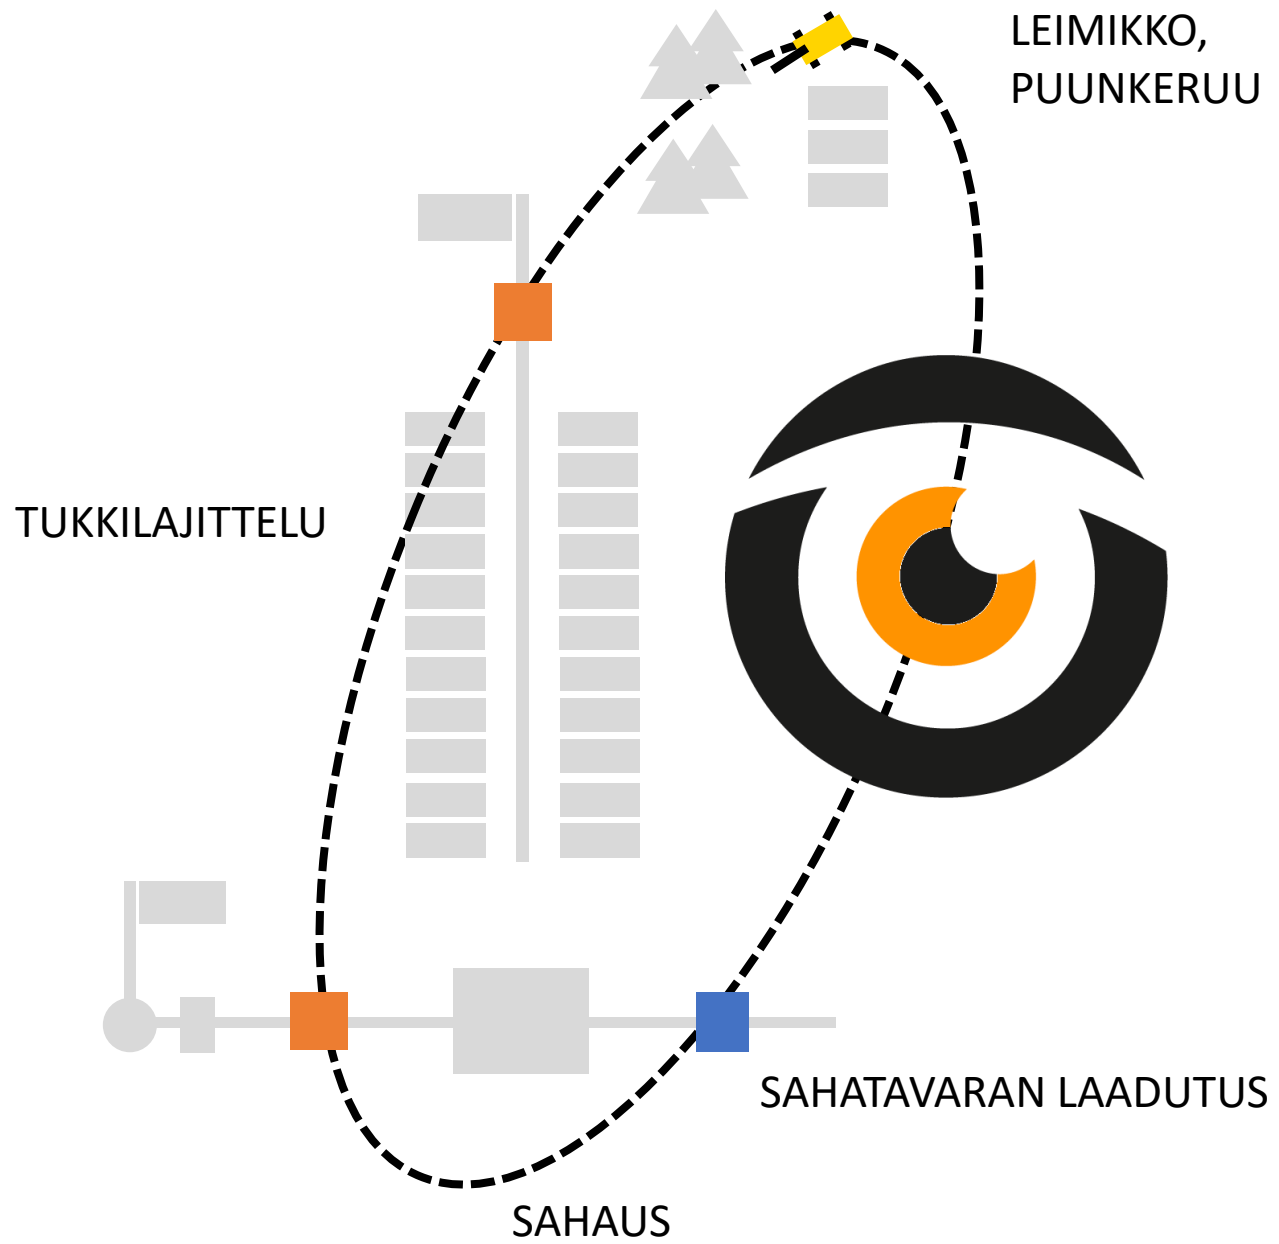 LEIMIKKO,
PUUNKERUU
TUKKILAJITTELU
SAHATAVARAN LAADUTUS
SAHAUS